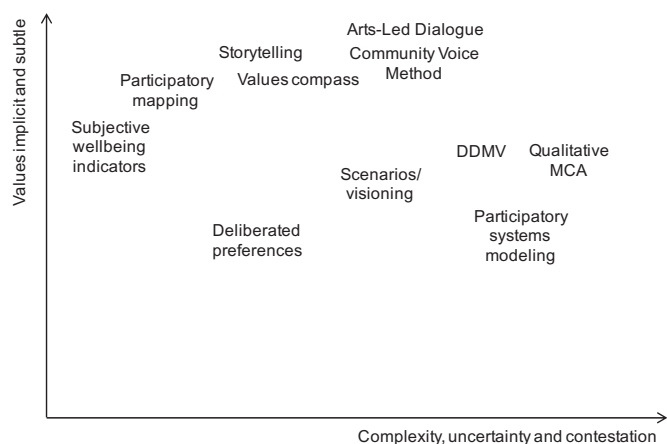 Values implicit and subtle
Arts-Led Dialogue
Storytelling
Community Voice
Method
Values compass
Participatory
mapping
Subjective
wellbeing
indicators
DDMV
Qualitative
MCA
Scenarios/
visioning
Participatory
systems
modeling
Deliberated
preferences
Complexity, uncertainty and contestation